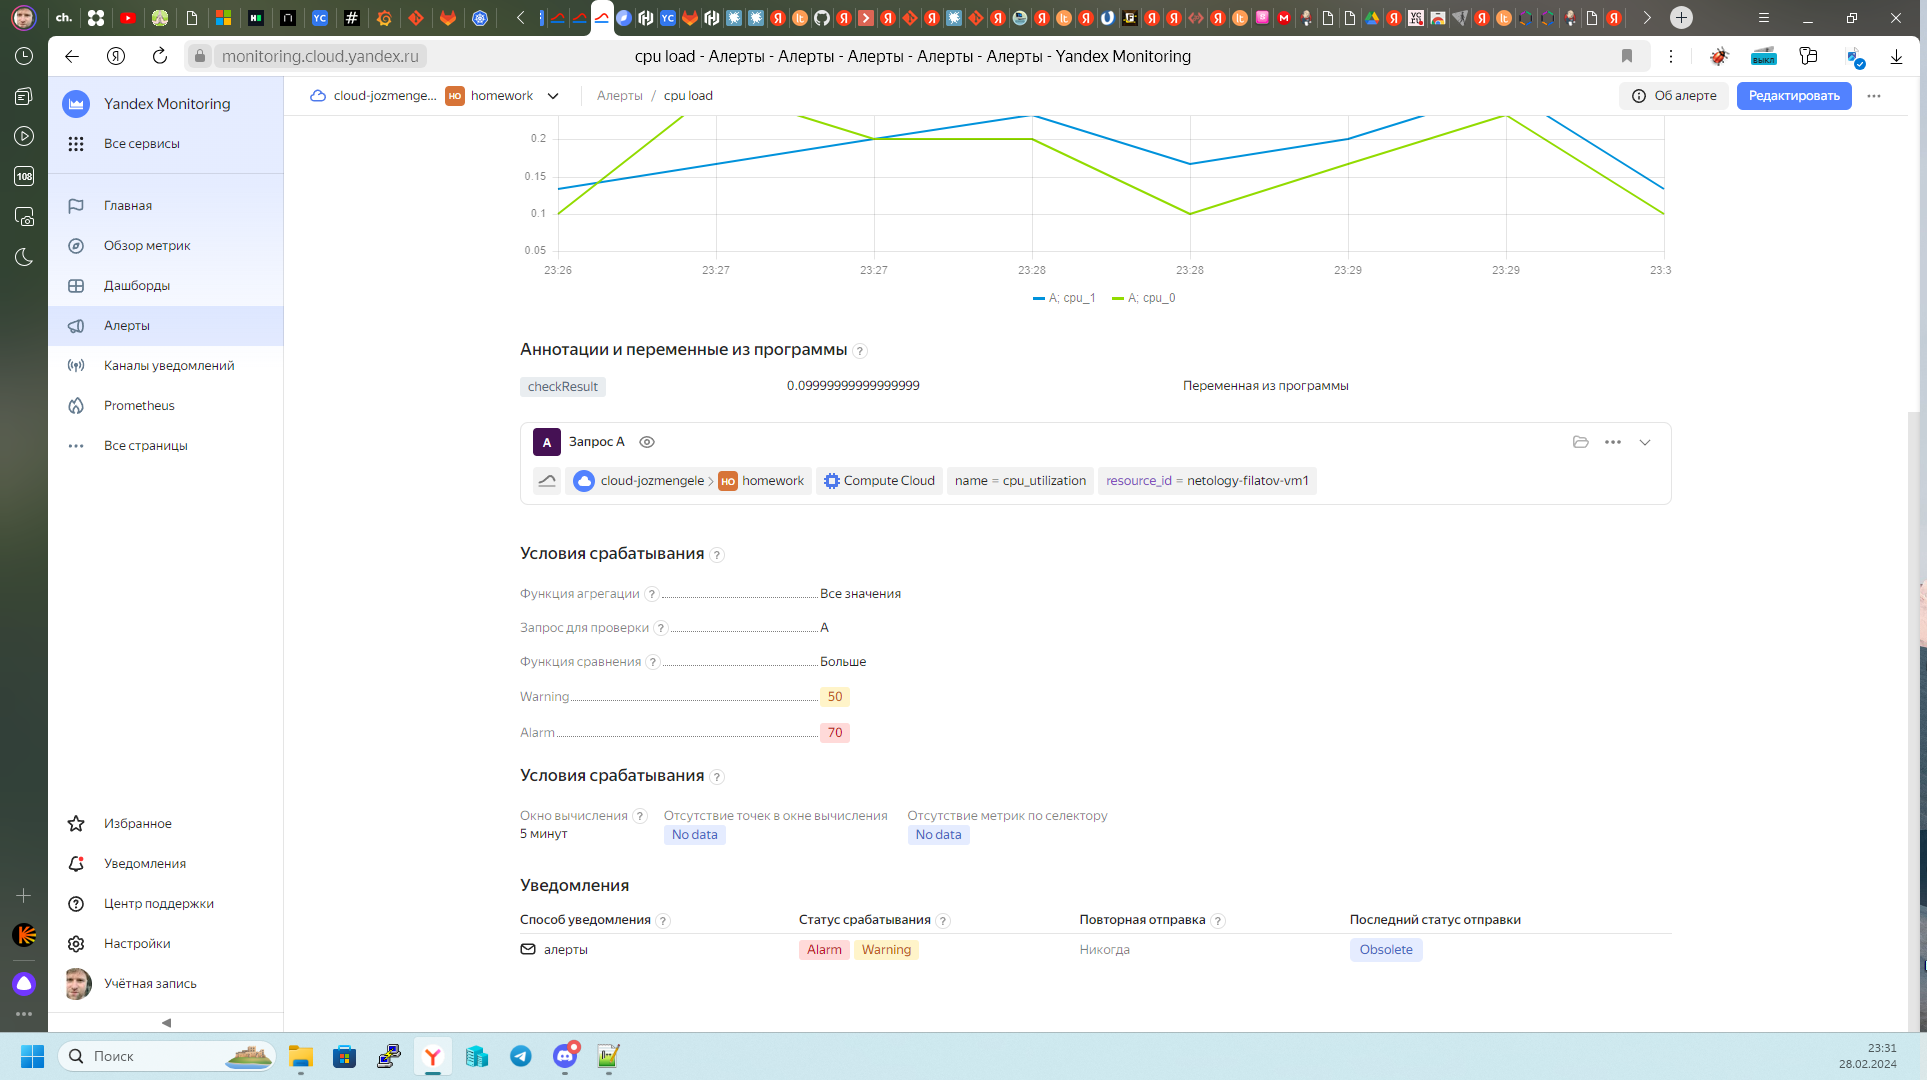 ch.
YC
#
YC
lt
monitoring.cloud.yandex.ru
cpu load - Алерты - Алерты - Алерты - Алерты - Алерты - Yandex Monitoring
выкл
108
Yandex Monitoring
Все сервисы
Главная
Обзор метрик
Дашборды
Алерты
Каналы уведомлений
Prometheus
Все страницы
Избранное
Уведомления
Центр поддержки
Настройки
Учётная запись
cloud-jozmenge... HO homework
Алерты / cpu load
Об алерте
Редактировать
0.2
0.15
0.1
0.05
23:26 23:27 23:27 23:28 23:28 23:29 23:29 23:3
A; cpu_1 A; cpu_0
Аннотации и переменные из программы ?
checkResult 0.09999999999999999 Переменная из программы
A Запрос A
cloud-jozmengele > HO homework Compute Cloud name = cpu_utilization resource_id = netology-filatov-vm1
Условия срабатывания ?
Функция агрегации ? Все значения
Запрос для проверки ? A
Функция сравнения ? Больше
Warning 50
Alarm 70
Условия срабатывания ?
Окно вычисления ? Отсутствие точек в окне вычисления Отсутствие метрик по селектору
5 минут No data No data
Уведомления
Способ уведомления ? Статус срабатывания ? Повторная отправка ? Последний статус отправки
алерты Alarm Warning Никогда Obsolete
Поиск
23:31
28.02.2024